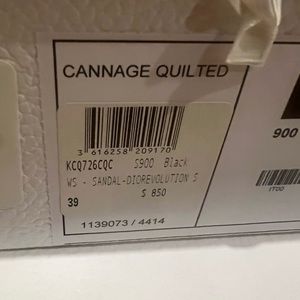 CANNAGE QUILTED
3 616258 209170
KCQ726CQC S900 Black
WS - SANDAL-DIOREVOLUTION S
$ 850
39
1139073 / 4414
900